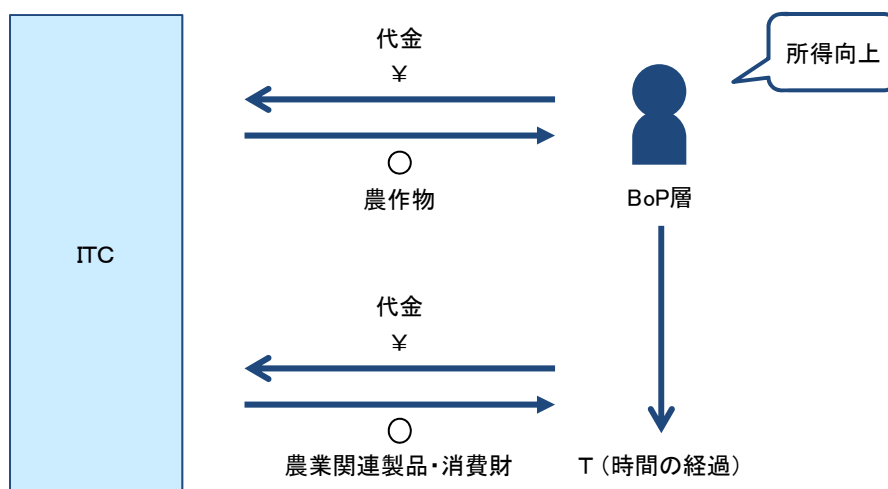 代金
¥
所得向上
○
農作物
BoP層
ITC
代金
¥
○
農業関連製品・消費財
T（時間の経過）